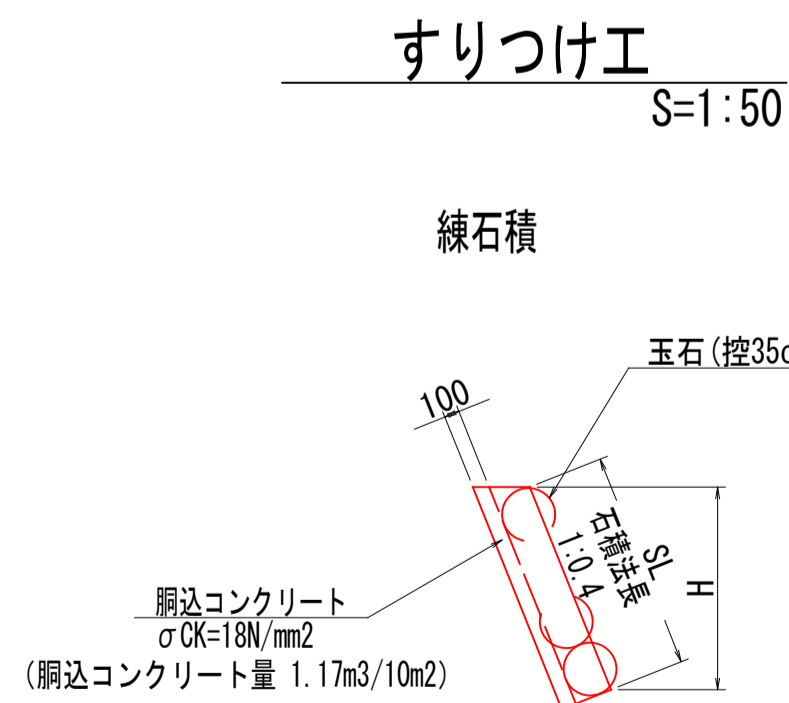 すりつけ工
S=1:50
練石積
玉石(控35c
100
SL
石積法長
1:0.4
H
胴込コンクリート
σCK=18N/mm2
(胴込コンクリート量 1.17m3/10m2)